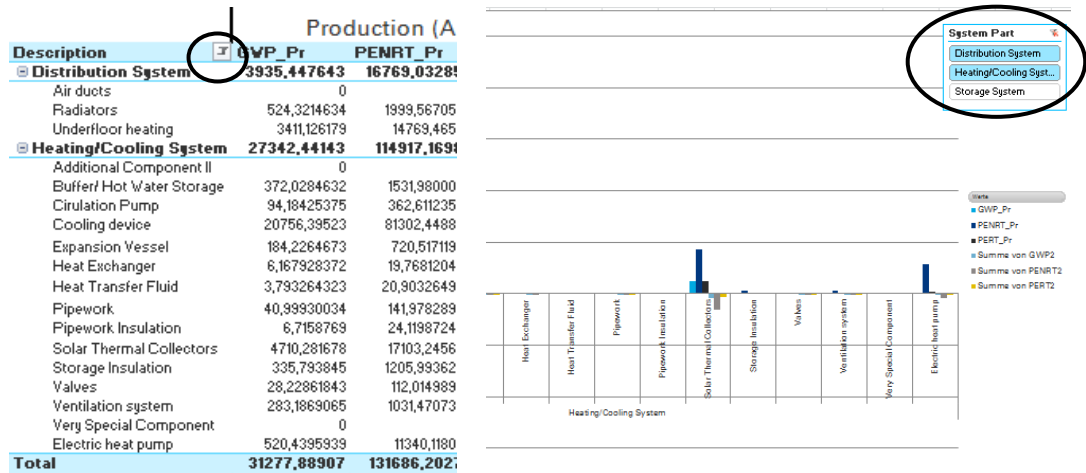 Production (A
Description GWP_Pr PENRT_Pr
Distribution System 3935,447643 16769,03285
Air ducts 0
Radiators 524,3214634 1999,56705
Underfloor heating 3411,126179 14769,465
Heating/Cooling System 27342,44143 114917,1698
Additional Component II 0
Buffer/ Hot Water Storage 372,0284632 1531,98000
Cirulation Pump 94,18425375 362,611235
Cooling device 20756,39523 81302,4488
Expansion Vessel 184,2264673 720,517119
Heat Exchanger 6,167928372 19,7681204
Heat Transfer Fluid 3,793264323 20,9032649
Pipework 40,99930034 141,978289
Pipework Insulation 6,7158769 24,1198724
Solar Thermal Collectors 4710,281678 17103,2456
Storage Insulation 335,793845 1205,99362
Valves 28,22861843 112,014989
Ventilation system 283,1869065 1031,47073
Very Special Component 0
Electric heat pump 520,4395939 11340,1180
Total 31277,88907 131686,2027
System Part
Distribution System
Heating/Cooling Syst...
Storage System
Werte
GWP_Pr
PENRT_Pr
PERT_Pr
Summe von GWP2
Summe von PENRT2
Summe von PERT2
Heat Exchanger
Heat Transfer Fluid
Pipework
Pipework Insulation
Solar Thermal Collectors
Storage Insulation
Valves
Ventilation system
Very Special Component
Electric heat pump
Heating/Cooling System